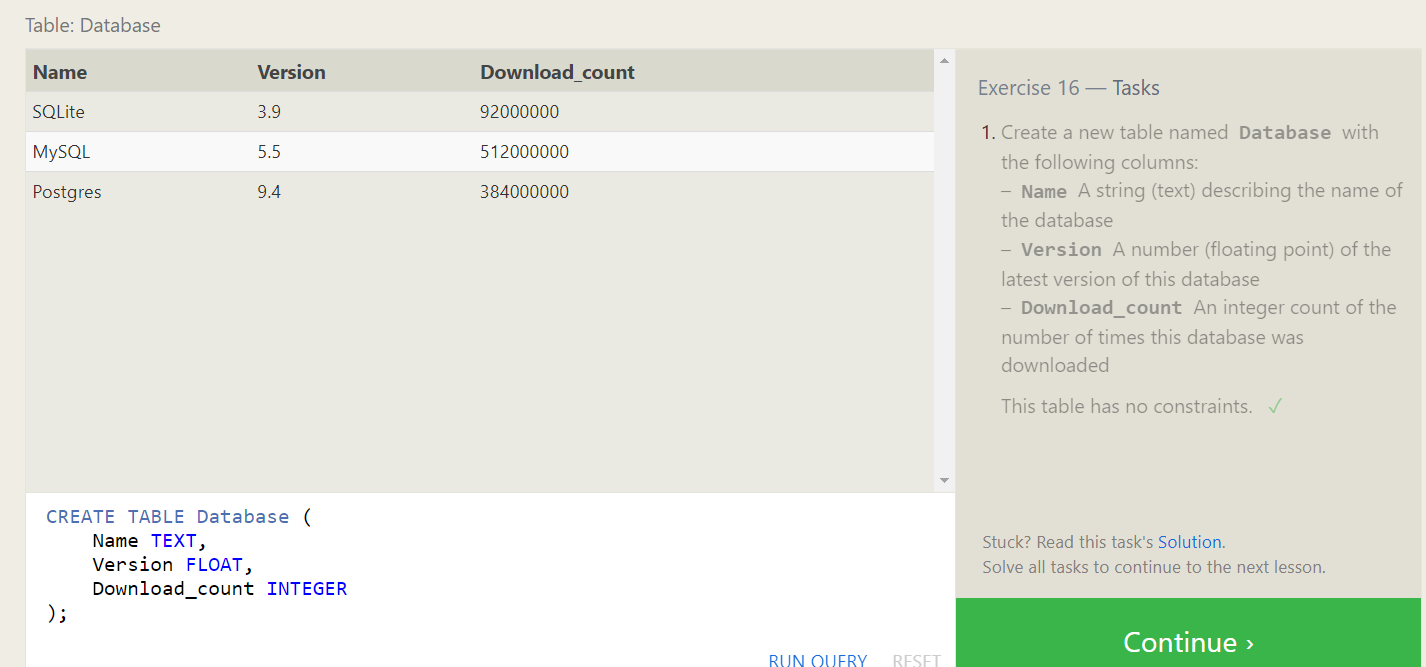 Table: Database
Name Version Download_count
SQLite 3.9 92000000
MySQL 5.5 512000000
Postgres 9.4 384000000
CREATE TABLE Database (
    Name TEXT,
    Version FLOAT,
    Download_count INTEGER
);
RUN QUERY RESET
Exercise 16 — Tasks
1. Create a new table named Database with
the following columns:
– Name A string (text) describing the name of
the database
– Version A number (floating point) of the
latest version of this database
– Download_count An integer count of the
number of times this database was
downloaded
This table has no constraints. ✓
Stuck? Read this task's Solution.
Solve all tasks to continue to the next lesson.
Continue ›